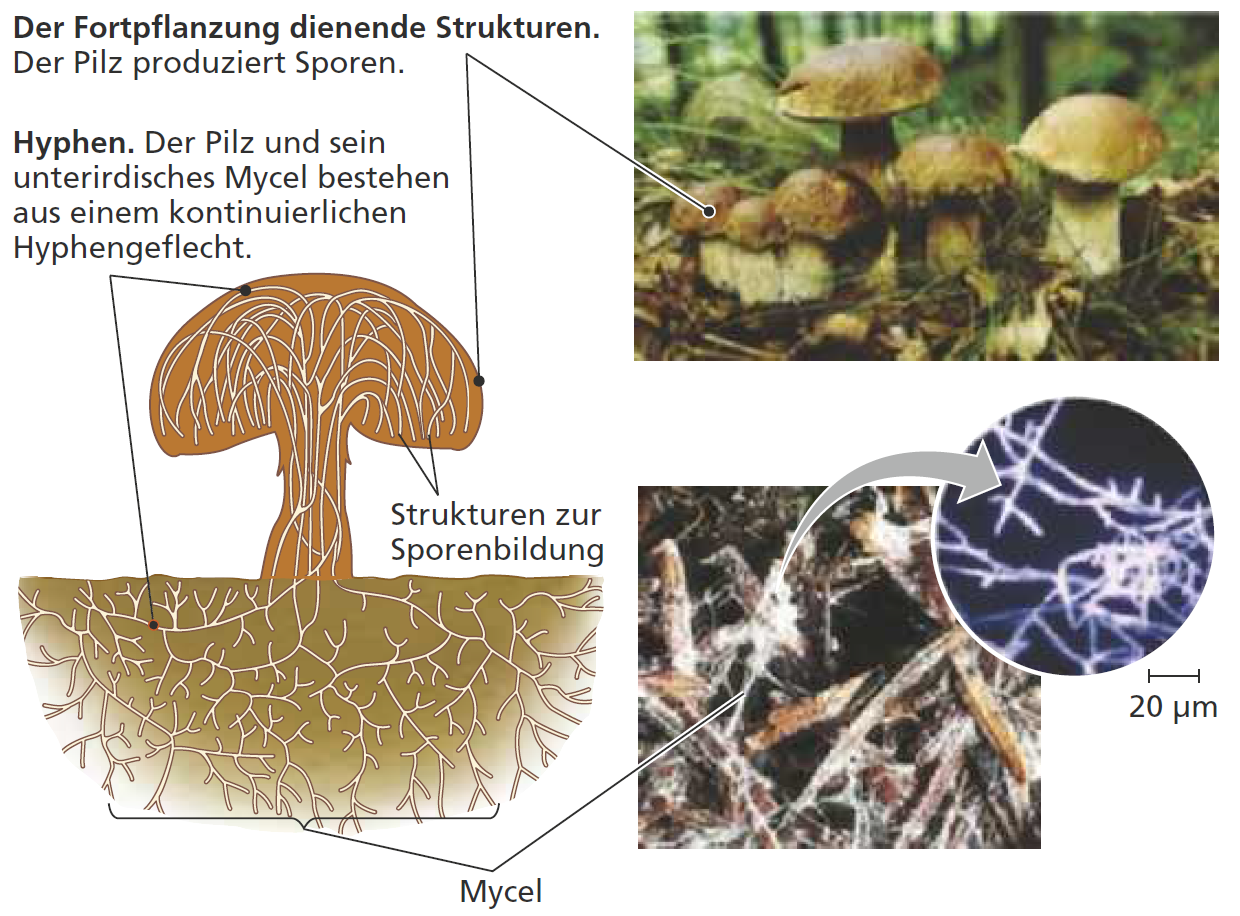 Der Fortpflanzung dienende Strukturen.
Der Pilz produziert Sporen.
Hyphen. Der Pilz und sein
unterirdisches Mycel bestehen
aus einem kontinuierlichen
Hyphengeflecht.
Strukturen zur
Sporenbildung
20 µm
Mycel